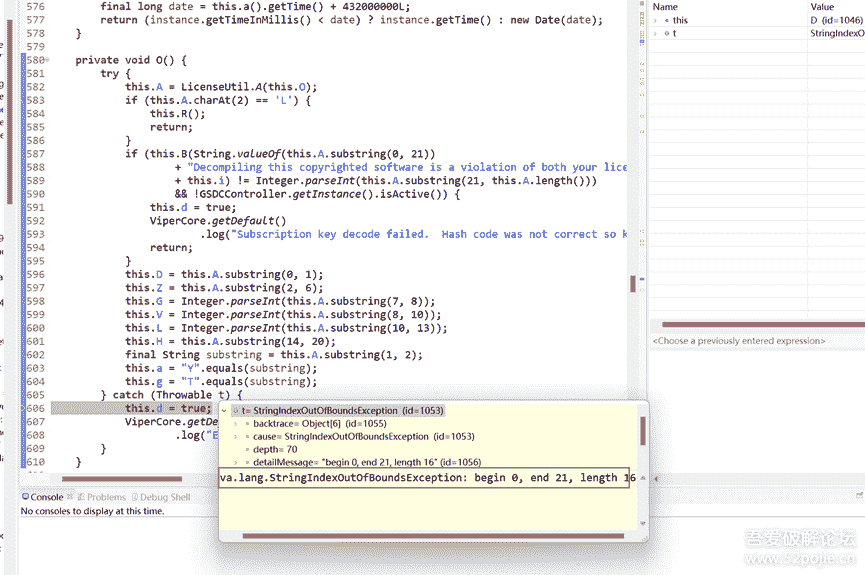 576 final long date = this.a().getTime() + 432000000L;
577 return (instance.getTimeInMillis() < date) ? instance.getTime() : new Date(date);
578 }
579
580 private void O() {
581 try {
582 this.A = LicenseUtil.A(this.O);
583 if (this.A.charAt(2) == 'L') {
584 this.R();
585 return;
586 }
587 if (this.B(String.valueOf(this.A.substring(0, 21))
588 + "Decompiling this copyrighted software is a violation of both your lice
589 + this.i) != Integer.parseInt(this.A.substring(21, this.A.length()))
590 && !GSDCController.getInstance().isActive()) {
591 this.d = true;
592 ViperCore.getDefault()
593 .log("Subscription key decode failed. Hash code was not correct so k
594 return;
595 }
596 this.D = this.A.substring(0, 1);
597 this.Z = this.A.substring(2, 6);
598 this.G = Integer.parseInt(this.A.substring(7, 8));
599 this.V = Integer.parseInt(this.A.substring(8, 10));
600 this.L = Integer.parseInt(this.A.substring(10, 13));
601 this.H = this.A.substring(14, 20);
602 final String substring = this.A.substring(1, 2);
603 this.a = "Y".equals(substring);
604 this.g = "T".equals(substring);
605 } catch (Throwable t) {
606 this.d = true;
607 ViperCore.getDe
608 .log("E
609 }
610 }
Name Value
this D (id=1046)
t StringIndexO
<Choose a previously entered expression>
t= StringIndexOutOfBoundsException (id=1053)
backtrace= Object[6] (id=1055)
cause= StringIndexOutOfBoundsException (id=1053)
depth= 70
detailMessage= "begin 0, end 21, length 16" (id=1056)
va.lang.StringIndexOutOfBoundsException: begin 0, end 21, length 16
Console Problems Debug Shell
No consoles to display at this time.
吾爱破解论坛
www.52pojie.cn